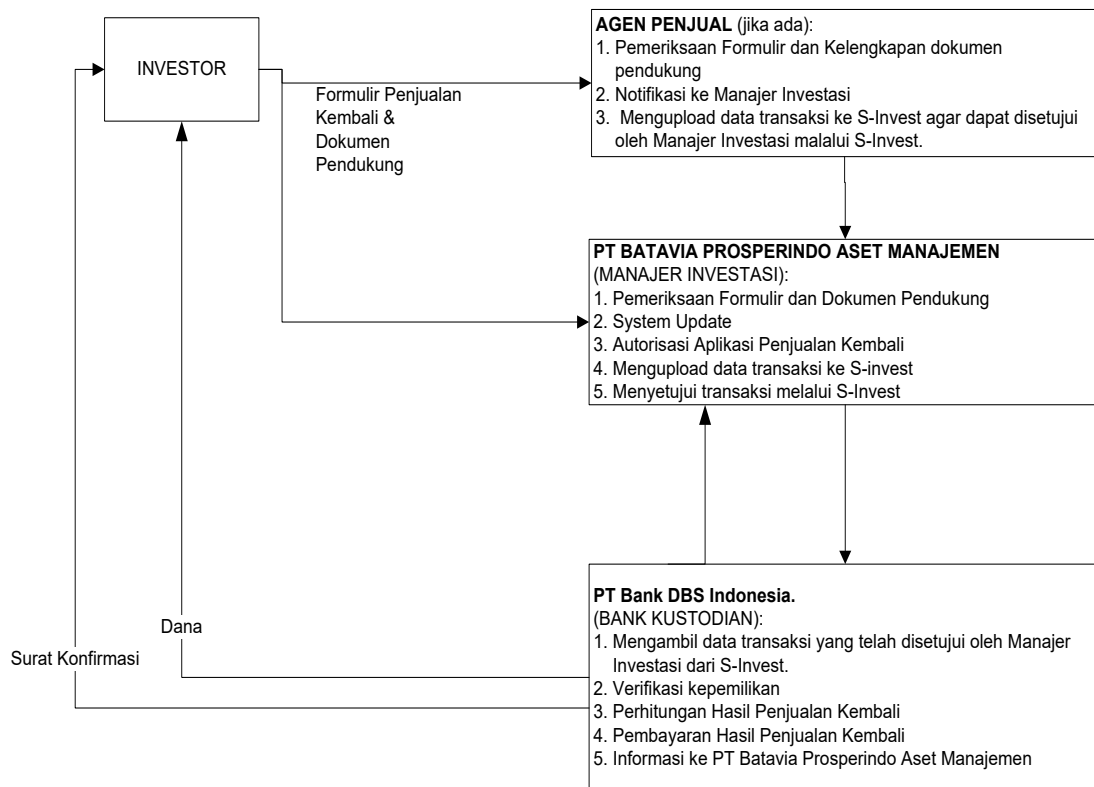 INVESTOR
Formulir Penjualan
Kembali &
Dokumen
Pendukung
AGEN PENJUAL (jika ada):
1. Pemeriksaan Formulir dan Kelengkapan dokumen
pendukung
2. Notifikasi ke Manajer Investasi
3. Mengupload data transaksi ke S-Invest agar dapat disetujui
oleh Manajer Investasi malalui S-Invest.
PT BATAVIA PROSPERINDO ASET MANAJEMEN
(MANAJER INVESTASI):
1. Pemeriksaan Formulir dan Dokumen Pendukung
2. System Update
3. Autorisasi Aplikasi Penjualan Kembali
4. Mengupload data transaksi ke S-invest
5. Menyetujui transaksi melalui S-Invest
Dana
Surat Konfirmasi
PT Bank DBS Indonesia.
(BANK KUSTODIAN):
1. Mengambil data transaksi yang telah disetujui oleh Manajer
Investasi dari S-Invest.
2. Verifikasi kepemilikan
3. Perhitungan Hasil Penjualan Kembali
4. Pembayaran Hasil Penjualan Kembali
5. Informasi ke PT Batavia Prosperindo Aset Manajemen